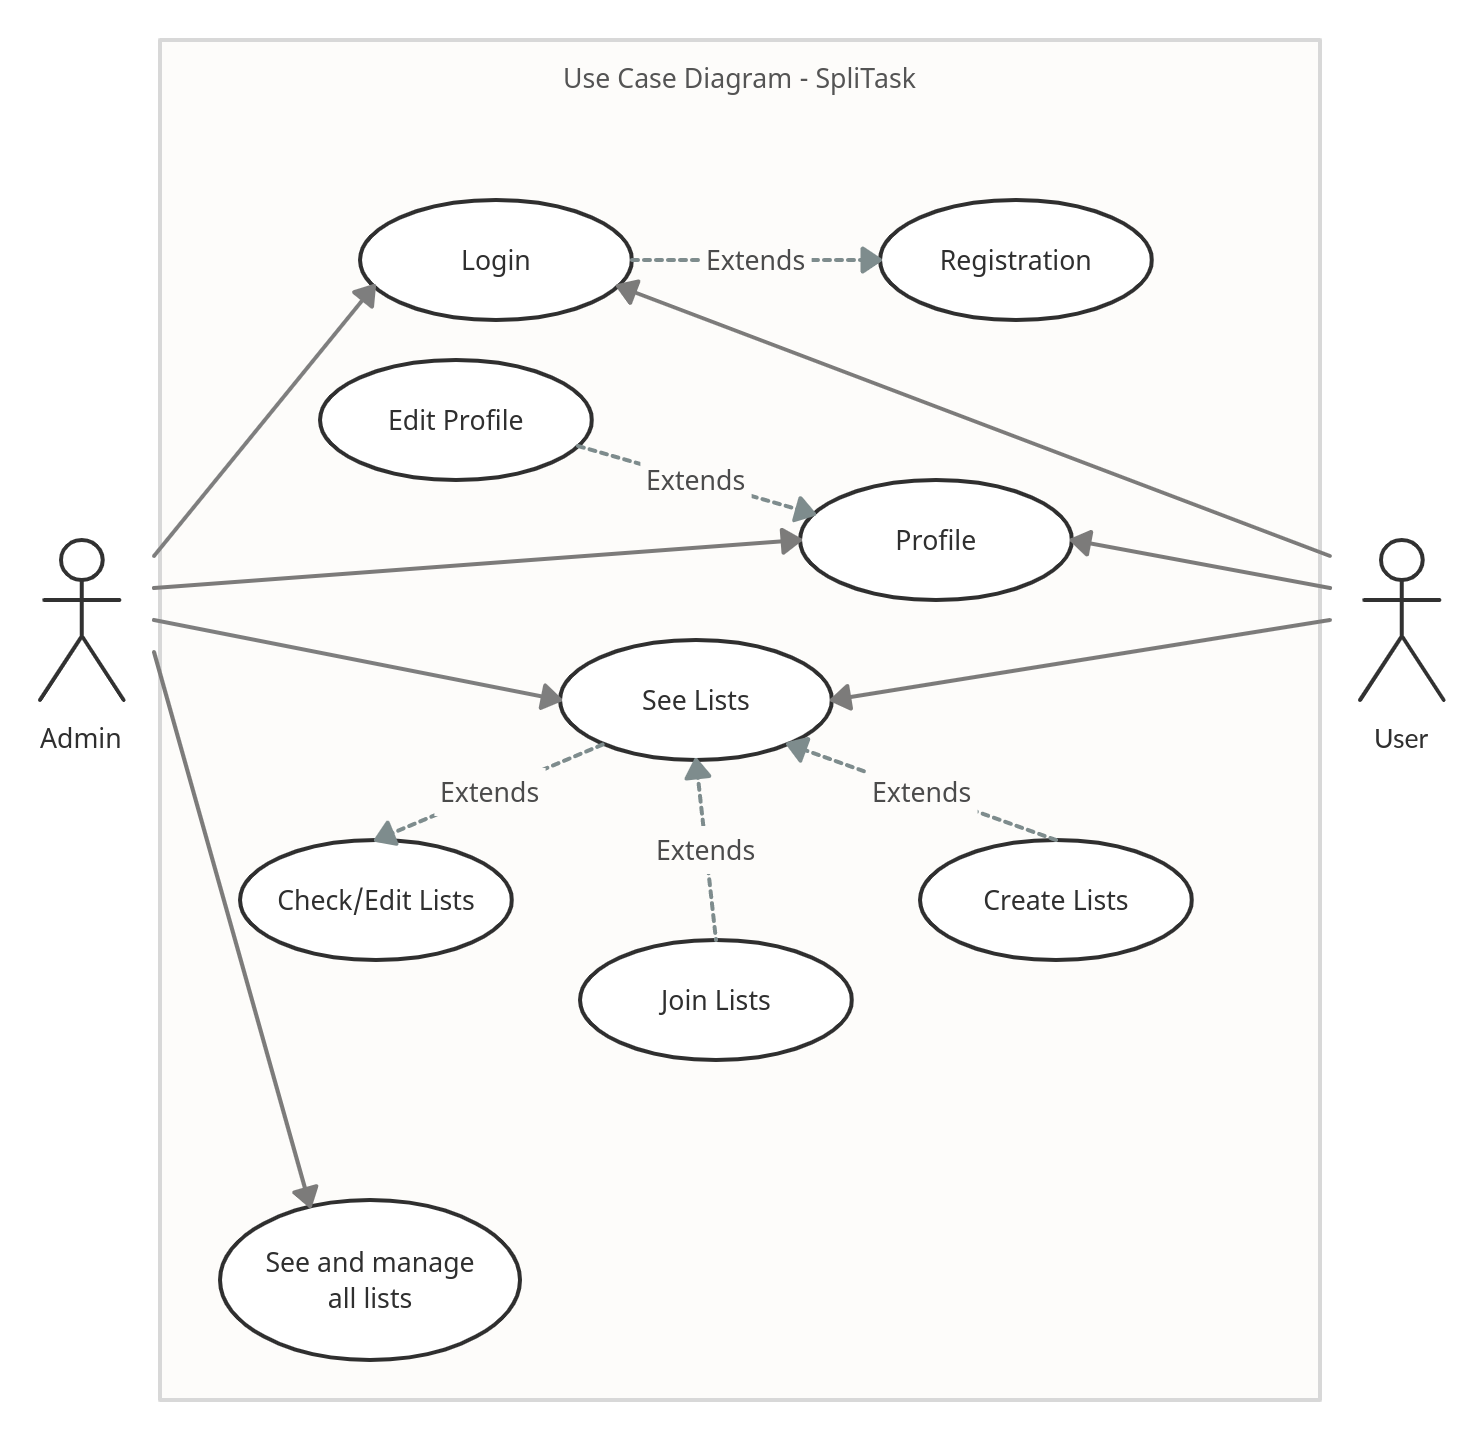 Use Case Diagram - SpliTask
Login
Extends
Registration
Edit Profile
Extends
Profile
Admin
User
See Lists
Extends
Extends
Extends
Check/Edit Lists
Create Lists
Join Lists
See and manage
all lists